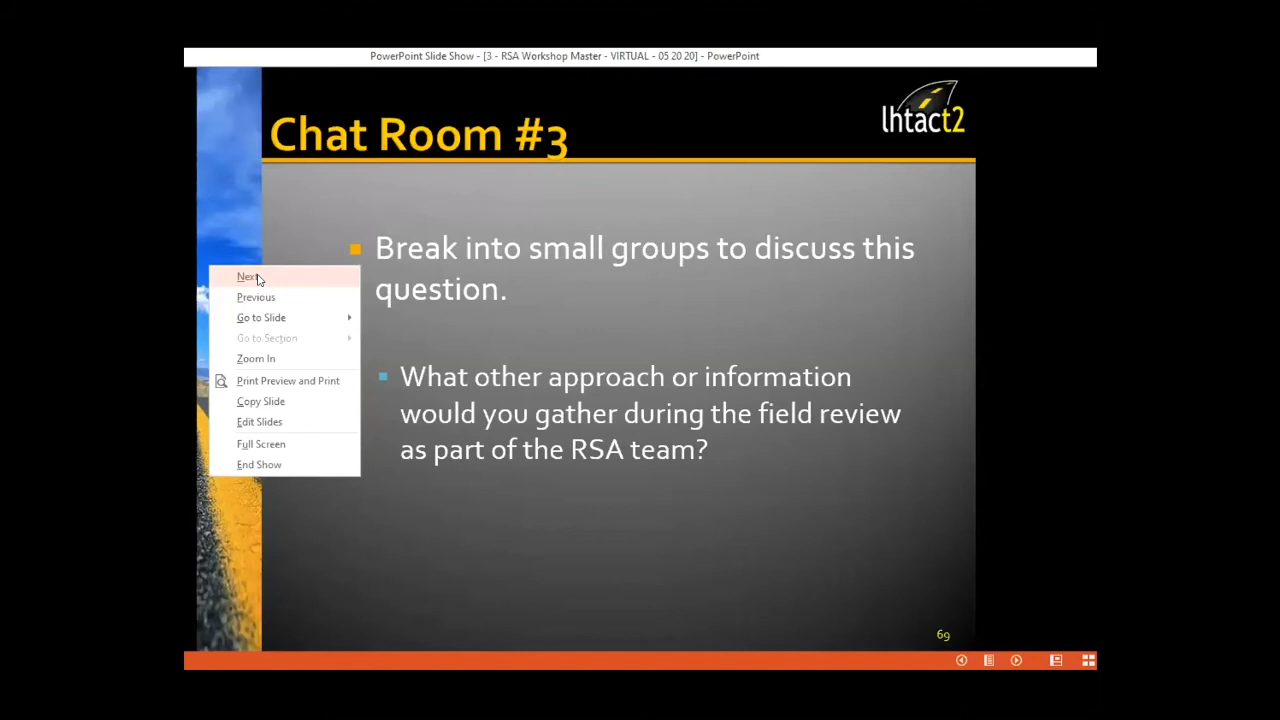 PowerPoint Slide Show - [3 - RSA Workshop Master - VIRTUAL - 05 20 20] - PowerPoint
lhtact2
Chat Room #3
Break into small groups to discuss this
question.
Next
Previous
Go to Slide
Go to Section
Zoom In
Print Preview and Print
Copy Slide
Edit Slides
Full Screen
End Show
What other approach or information
would you gather during the field review
as part of the RSA team?
69